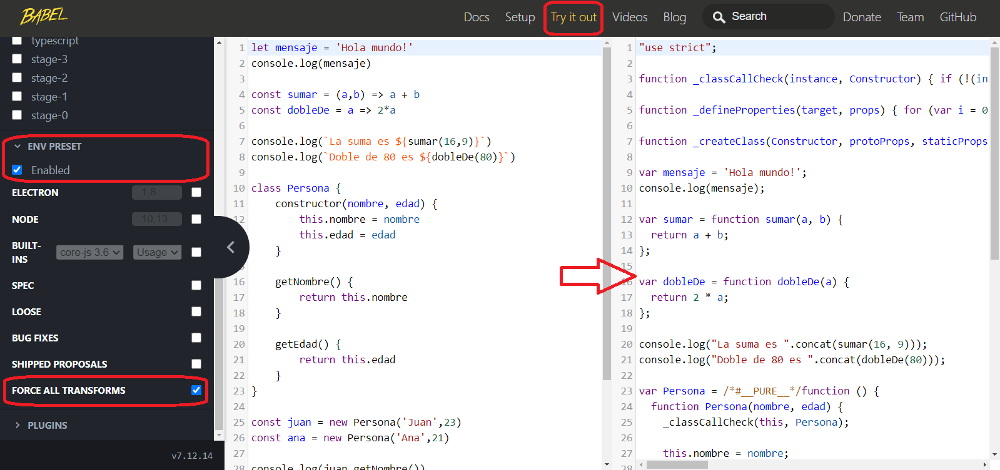 BABEL
Docs Setup Try it out Videos Blog Search Donate Team GitHub
typescript
stage-3
stage-2
stage-1
stage-0
ENV PRESET
Enabled
ELECTRON 1,8
NODE 10,13
BUILT-
INS core-js 3.6 Usage
SPEC
LOOSE
BUG FIXES
SHIPPED PROPOSALS
FORCE ALL TRANSFORMS
PLUGINS
v7.12.14
1 let mensaje = 'Hola mundo!'
2 console.log(mensaje)
3
4 const sumar = (a,b) => a + b
5 const dobleDe = a => 2*a
6
7 console.log(`La suma es ${sumar(16,9)}`)
8 console.log(`Doble de 80 es ${dobleDe(80)}`)
9
10 class Persona {
11     constructor(nombre, edad) {
12         this.nombre = nombre
        this.edad = edad
    }

16     getNombre() {
17         return this.nombre
18     }
19
20     getEdad() {
21         return this.edad
22     }
23 }
24
25 const juan = new Persona('Juan',23)
26 const ana = new Persona('Ana',21)
27
28 console.log(juan.getNombre())
1 "use strict";
2
3 function _classCallCheck(instance, Constructor) { if (!(in
4
5 function _defineProperties(target, props) { for (var i = 0
6
7 function _createClass(Constructor, protoProps, staticProps
8
9 var mensaje = 'Hola mundo!';
10 console.log(mensaje);
11
12 var sumar = function sumar(a, b) {
13   return a + b;
14 };
15
16 var dobleDe = function dobleDe(a) {
17   return 2 * a;
18 };
19
20 console.log("La suma es ".concat(sumar(16, 9)));
21 console.log("Doble de 80 es ".concat(dobleDe(80)));
22
23 var Persona = /*#__PURE__*/function () {
24   function Persona(nombre, edad) {
25     _classCallCheck(this, Persona);
26
27     this.nombre = nombre;
28